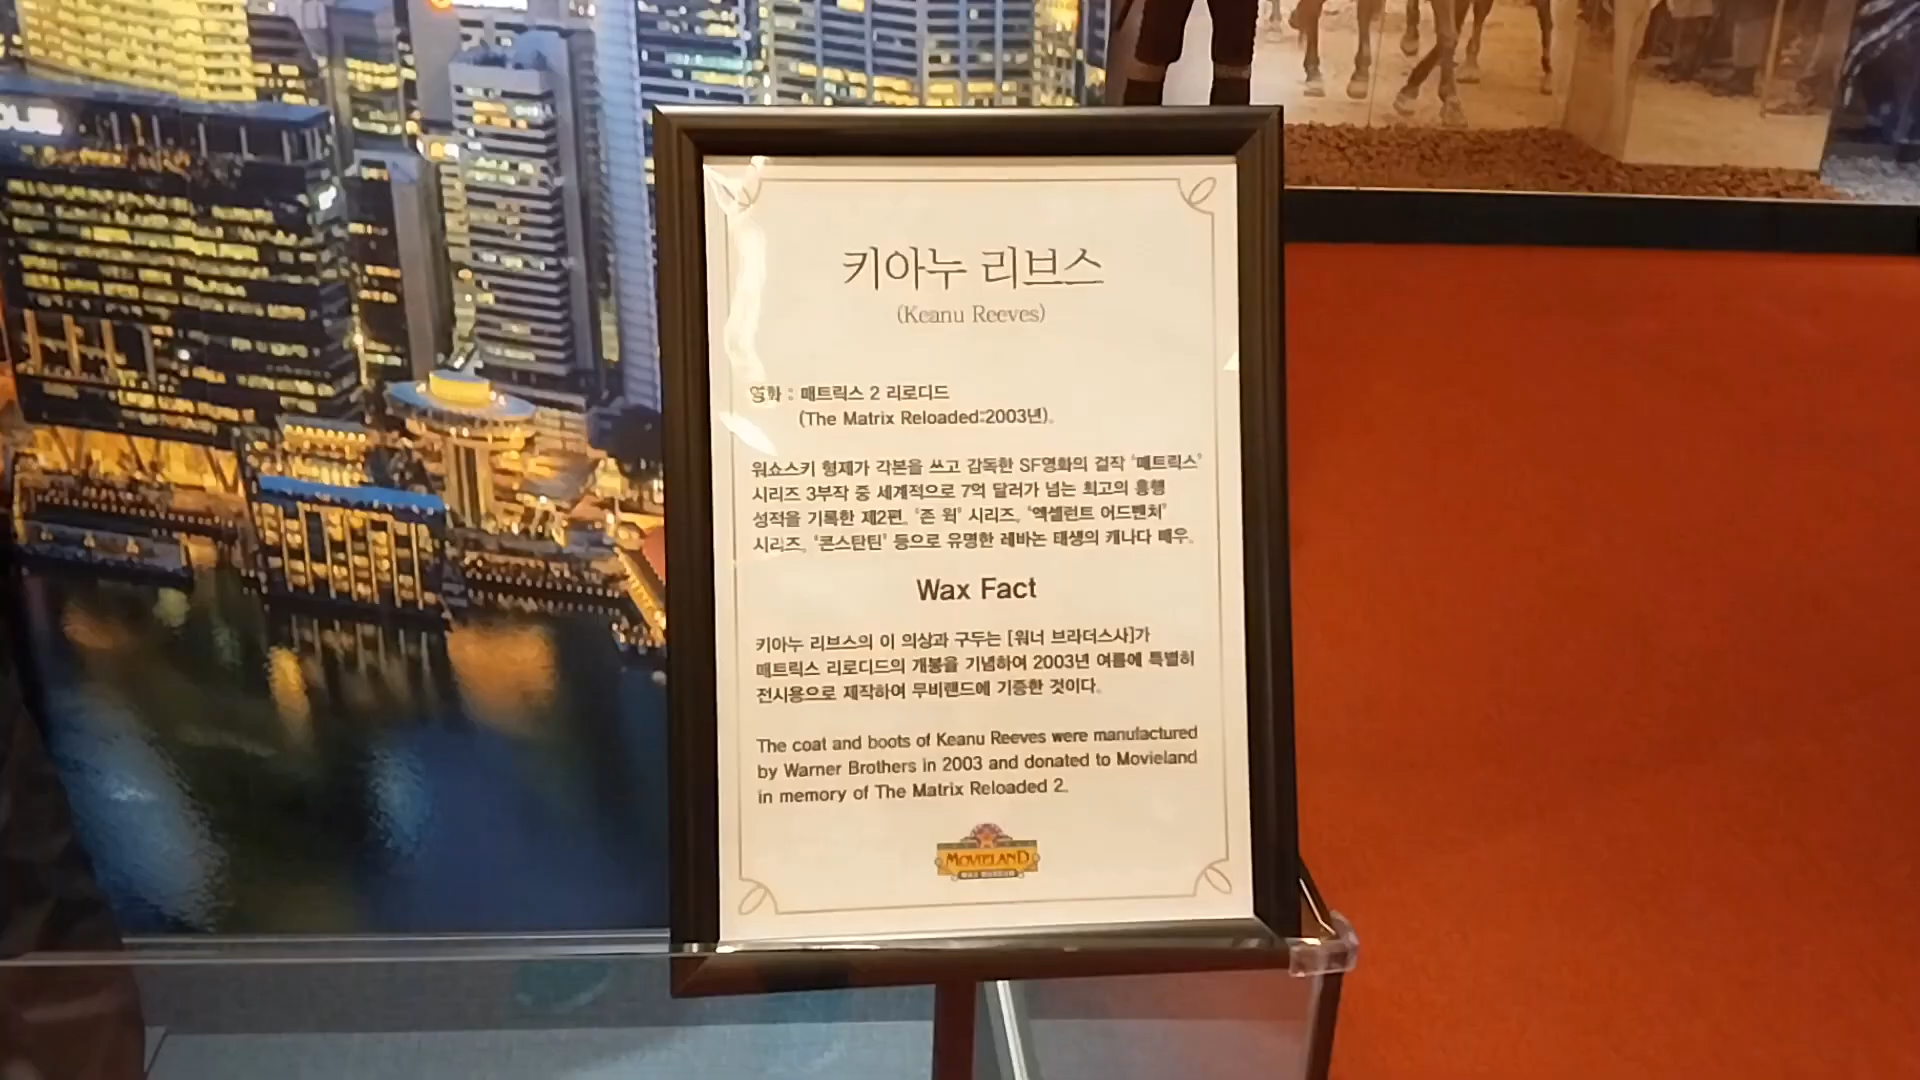 키아누 리브스
(Keanu Reeves)
영화 : 매트릭스 2 리로디드
(The Matrix Reloaded:2003년).
워쇼스키 형제가 각본을 쓰고 감독한 SF영화의 걸작 '매트릭스'
시리즈 3부작 중 세계적으로 7억 달러가 넘는 최고의 흥행
성적을 기록한 제2편. '존 윅' 시리즈, '엑셀런트 어드벤처'
시리즈, '콘스탄틴' 등으로 유명한 레바논 태생의 캐나다 배우.
Wax Fact
키아누 리브스의 이 의상과 구두는 [워너 브라더스사]가
매트릭스 리로디드의 개봉을 기념하여 2003년 여름에 특별히
전시용으로 제작하여 무비랜드에 기증한 것이다.
The coat and boots of Keanu Reeves were manufactured
by Warner Brothers in 2003 and donated to Movieland
in memory of The Matrix Reloaded 2.
MOVIELAND